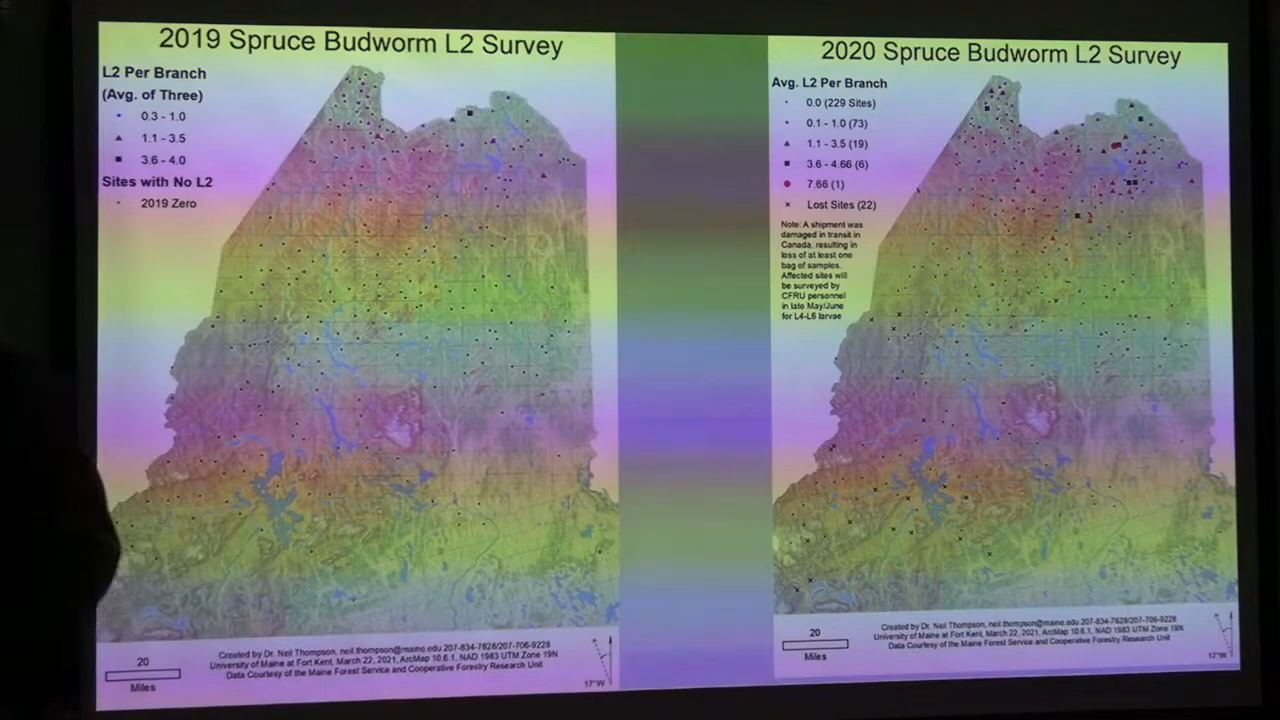 2019 Spruce Budworm L2 Survey
L2 Per Branch
(Avg. of Three)
0.3 - 1.0
1.1 - 3.5
3.6 - 4.0
Sites with No L2
2019 Zero
20
Miles
Created by Dr. Neil Thompson, neil.thompson@maine.edu 207-834-7628/207-706-9228
University of Maine at Fort Kent, March 22, 2021, ArcMap 10.6.1, NAD 1983 UTM Zone 19N
Data Courtesy of the Maine Forest Service and Cooperative Forestry Research Unit
17°W
2020 Spruce Budworm L2 Survey
Avg. L2 Per Branch
0.0 (229 Sites)
0.1 - 1.0 (73)
1.1 - 3.5 (19)
3.6 - 4.66 (6)
7.66 (1)
Lost Sites (22)
Note: A shipment was
damaged in transit in
Canada, resulting in
loss of at least one
bag of samples.
Affected sites will
be surveyed by
CFRU personnel
in late May/June
for L4-L6 larvae
20
Miles
Created by Dr. Neil Thompson, neil.thompson@maine.edu 207-834-7628/207-706-9228
University of Maine at Fort Kent, March 22, 2021, ArcMap 10.6.1, NAD 1983 UTM Zone 19N
Data Courtesy of the Maine Forest Service and Cooperative Forestry Research Unit
17°W